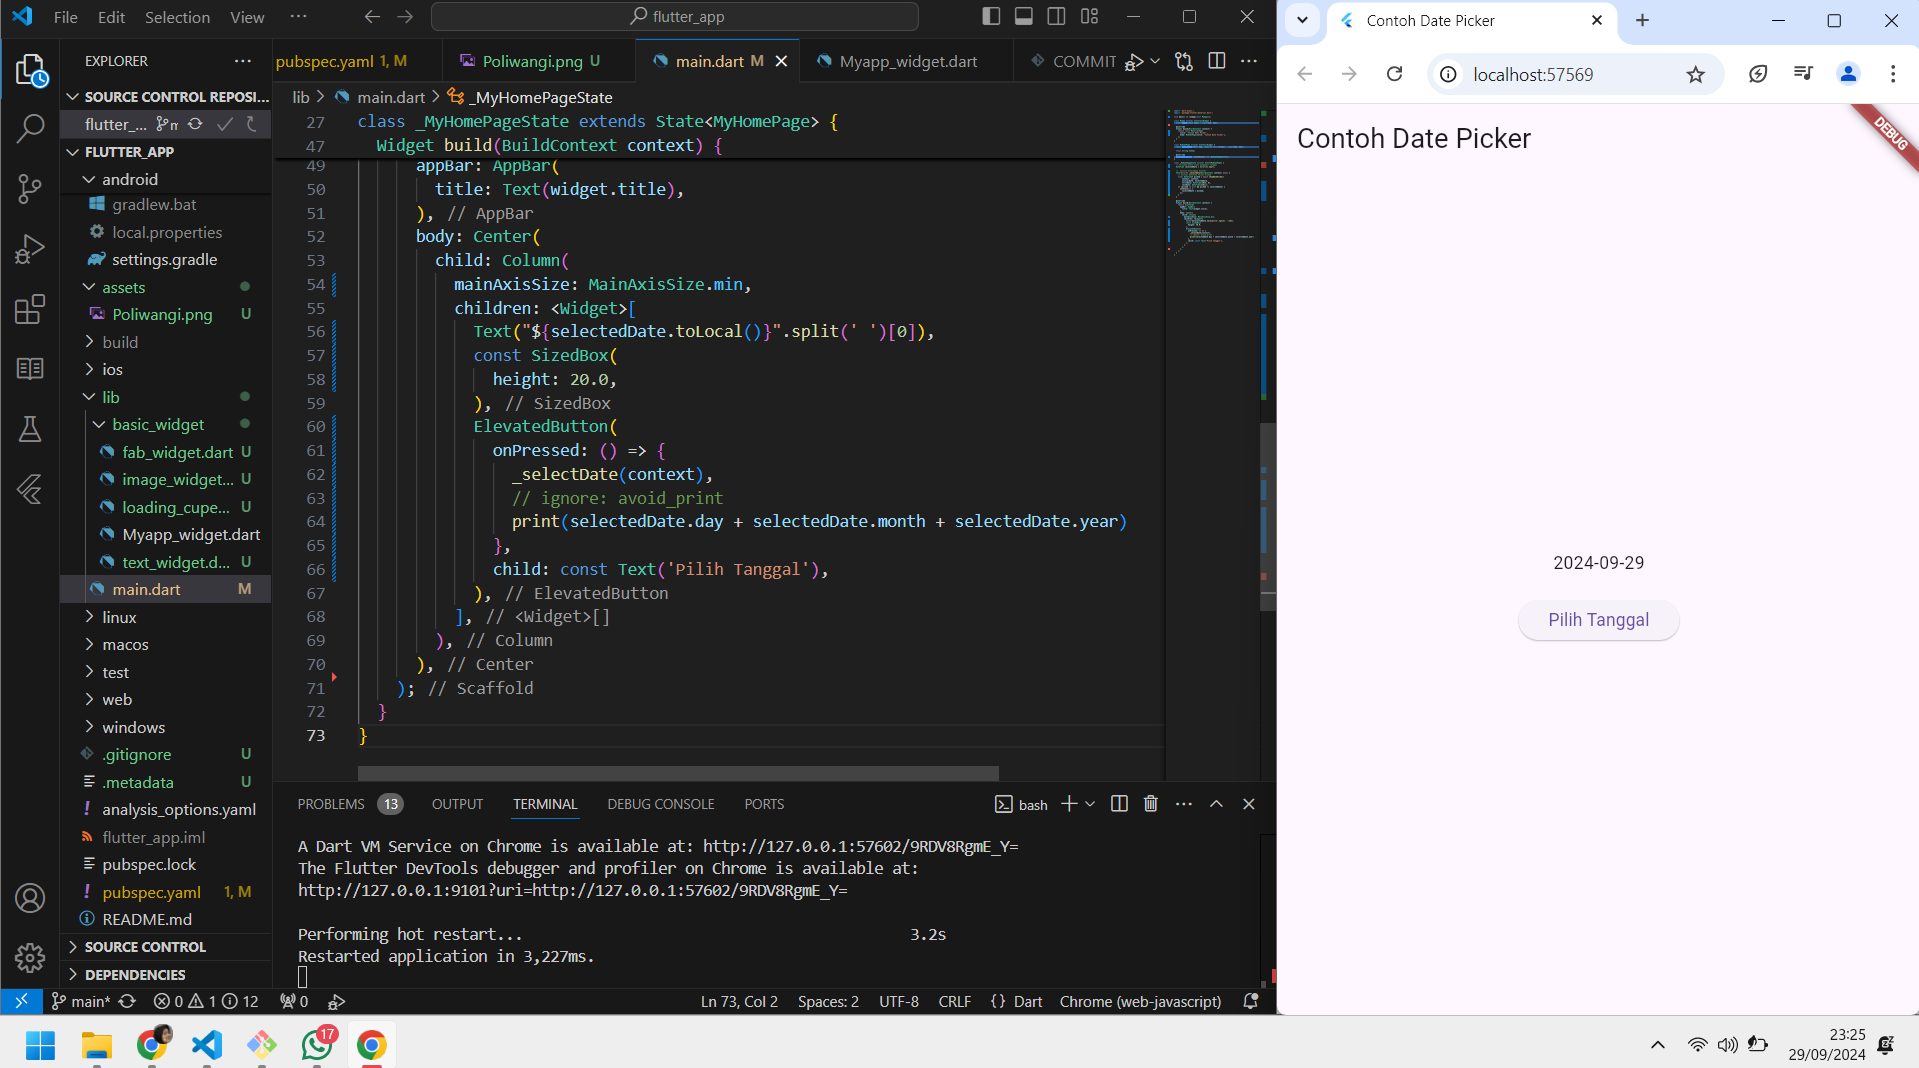 File Edit Selection View ··· flutter_app
EXPLORER ···
SOURCE CONTROL REPOSI...
flutter_...
FLUTTER_APP
android
gradlew.bat
local.properties
settings.gradle
assets
Poliwangi.png U
build
ios
lib
basic_widget
fab_widget.dart U
image_widget... U
loading_cupe... U
Myapp_widget.dart
text_widget.d... U
main.dart M
linux
macos
test
web
windows
.gitignore U
.metadata U
analysis_options.yaml
flutter_app.iml
pubspec.lock
pubspec.yaml 1, M
README.md
SOURCE CONTROL
DEPENDENCIES
pubspec.yaml 1, M Poliwangi.png U main.dart M Myapp_widget.dart COMMIT
lib > main.dart > _MyHomePageState
27 class _MyHomePageState extends State<MyHomePage> {
47 Widget build(BuildContext context) {
49 appBar: AppBar(
50 title: Text(widget.title),
51 ), // AppBar
52 body: Center(
53 child: Column(
54 mainAxisSize: MainAxisSize.min,
55 children: <Widget>[
56 Text("${selectedDate.toLocal()}".split(' ')[0]),
57 const SizedBox(
58 height: 20.0,
59 ), // SizedBox
60 ElevatedButton(
61 onPressed: () => {
62 _selectDate(context),
63 // ignore: avoid_print
64 print(selectedDate.day + selectedDate.month + selectedDate.year)
65 },
66 child: const Text('Pilih Tanggal'),
67 ), // ElevatedButton
68 ], // <Widget>[]
69 ), // Column
70 ), // Center
71 ); // Scaffold
72 }
73 }
PROBLEMS 13 OUTPUT TERMINAL DEBUG CONSOLE PORTS bash
A Dart VM Service on Chrome is available at: http://127.0.0.1:57602/9RDV8RgmE_Y=
The Flutter DevTools debugger and profiler on Chrome is available at:
http://127.0.0.1:9101?uri=http://127.0.0.1:57602/9RDV8RgmE_Y=
Performing hot restart... 3.2s
Restarted application in 3,227ms.
main* 0 1 12 0 Ln 73, Col 2 Spaces: 2 UTF-8 CRLF {} Dart Chrome (web-javascript)
Contoh Date Picker
localhost:57569
Contoh Date Picker
DEBUG
2024-09-29
Pilih Tanggal
17
23:25
29/09/2024